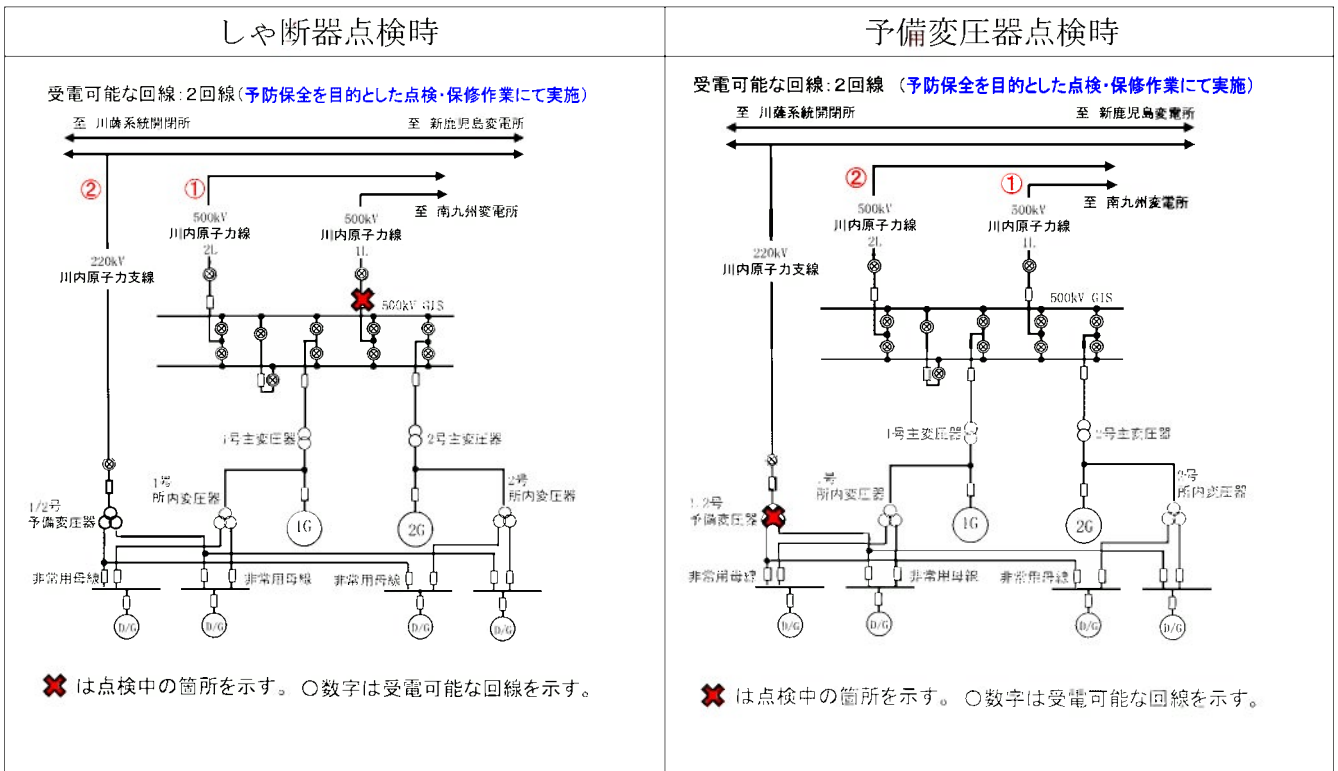 しゃ断器点検時
受電可能な回線:2回線(予防保全を目的とした点検・保修作業にて実施)
至 川薩系統開閉所
至 新鹿児島変電所
②
①
500kV
川内原子力線
2L
500kV
川内原子力線
1L
至 南九州変電所
220kV
川内原子力支線
500kV GIS
1号主変圧器
2号主変圧器
1号
所内変圧器
2号
所内変圧器
1/2号
予備変圧器
1G
2G
非常用母線
非常用母線
非常用母線
D/G
D/G
D/G
D/G
は点検中の箇所を示す。○数字は受電可能な回線を示す。
予備変圧器点検時
受電可能な回線:2回線 (予防保全を目的とした点検・保修作業にて実施)
至 川薩系統開閉所
至 新鹿児島変電所
②
①
500kV
川内原子力線
2L
500kV
川内原子力線
1L
至 南九州変電所
220kV
川内原子力支線
500kV GIS
1号主変圧器
2号主変圧器
1号
所内変圧器
2号
所内変圧器
1/2号
予備変圧器
1G
2G
非常用母線
非常用母線
非常用母線
D/G
D/G
D/G
D/G
は点検中の箇所を示す。○数字は受電可能な回線を示す。